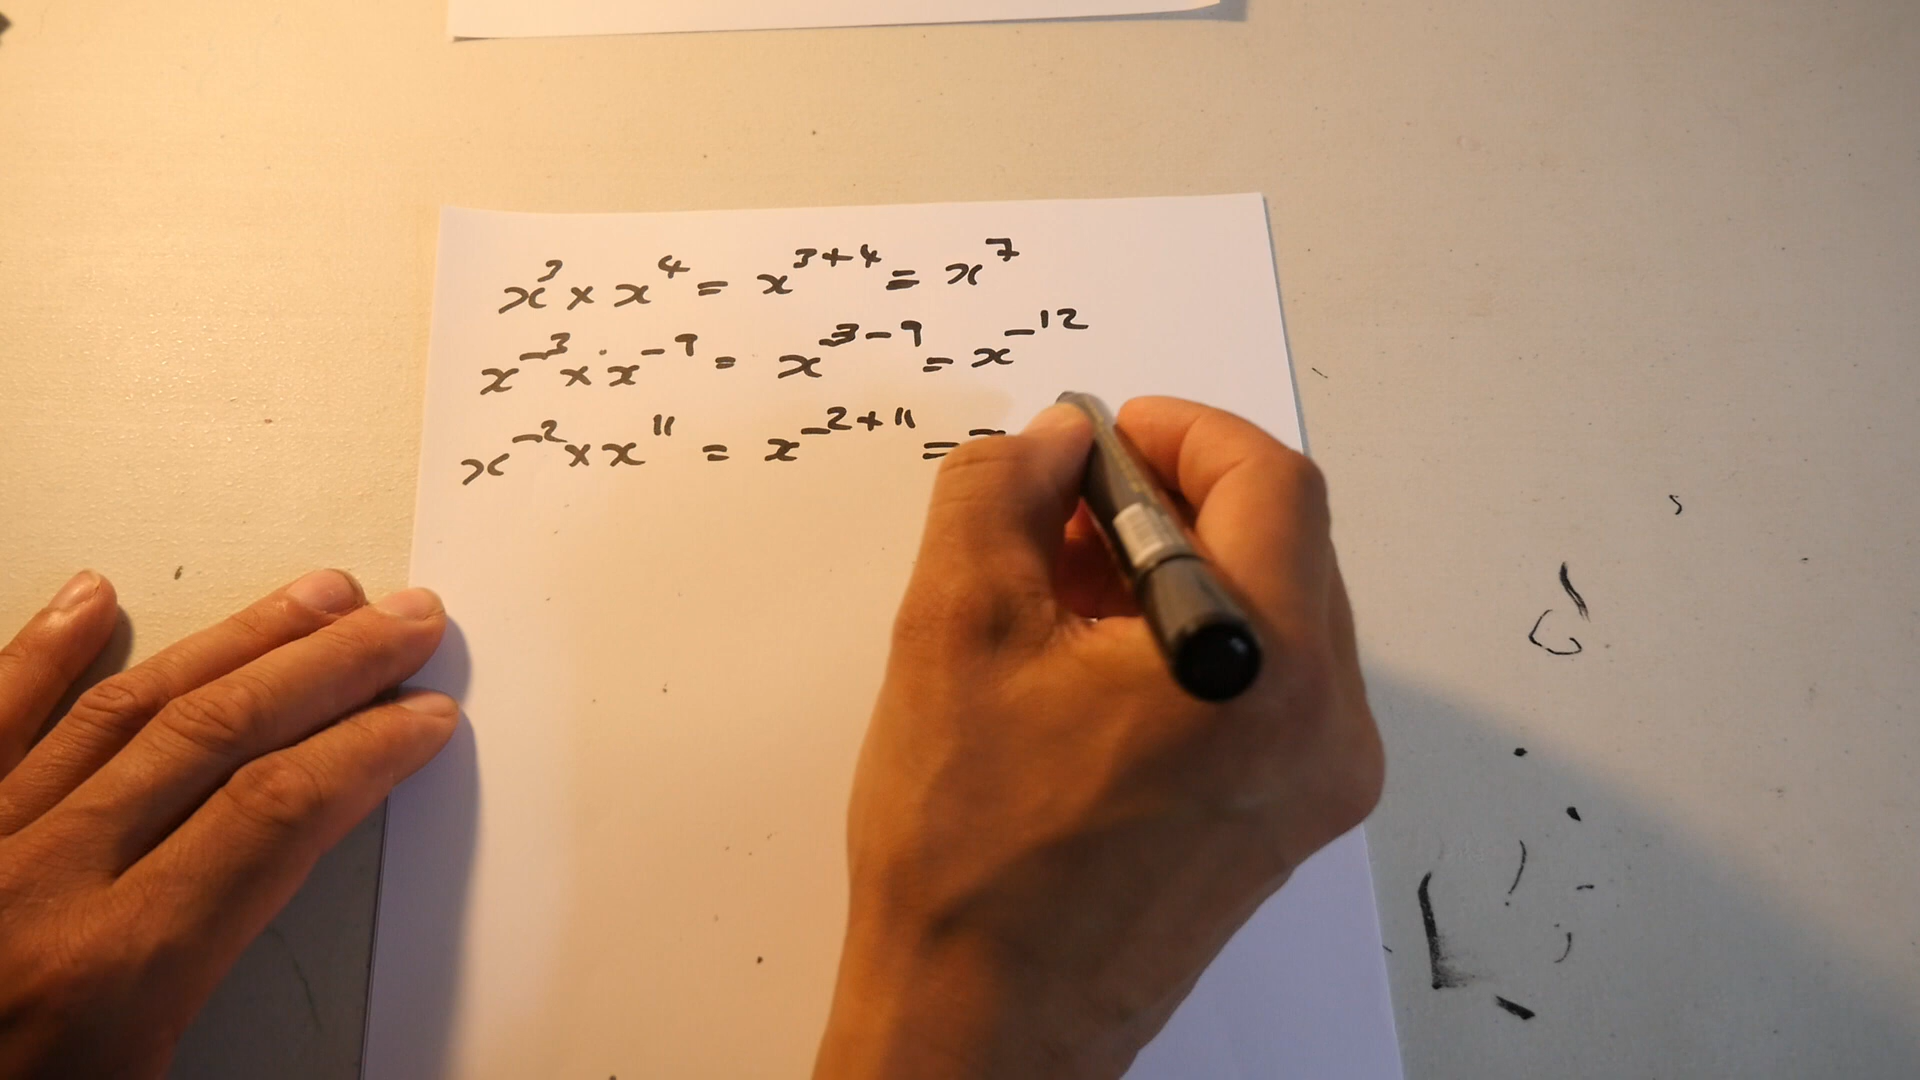 x³ × x⁴ = x³⁺⁴ = x⁷
x⁻³ × x⁻⁹ = x⁻³⁻⁹ = x⁻¹²
x⁻² × x¹¹ = x⁻²⁺¹¹ =